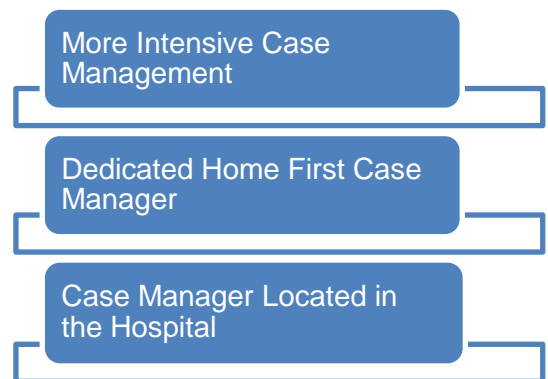 More Intensive Case
Management
Dedicated Home First Case
Manager
Case Manager Located in
the Hospital